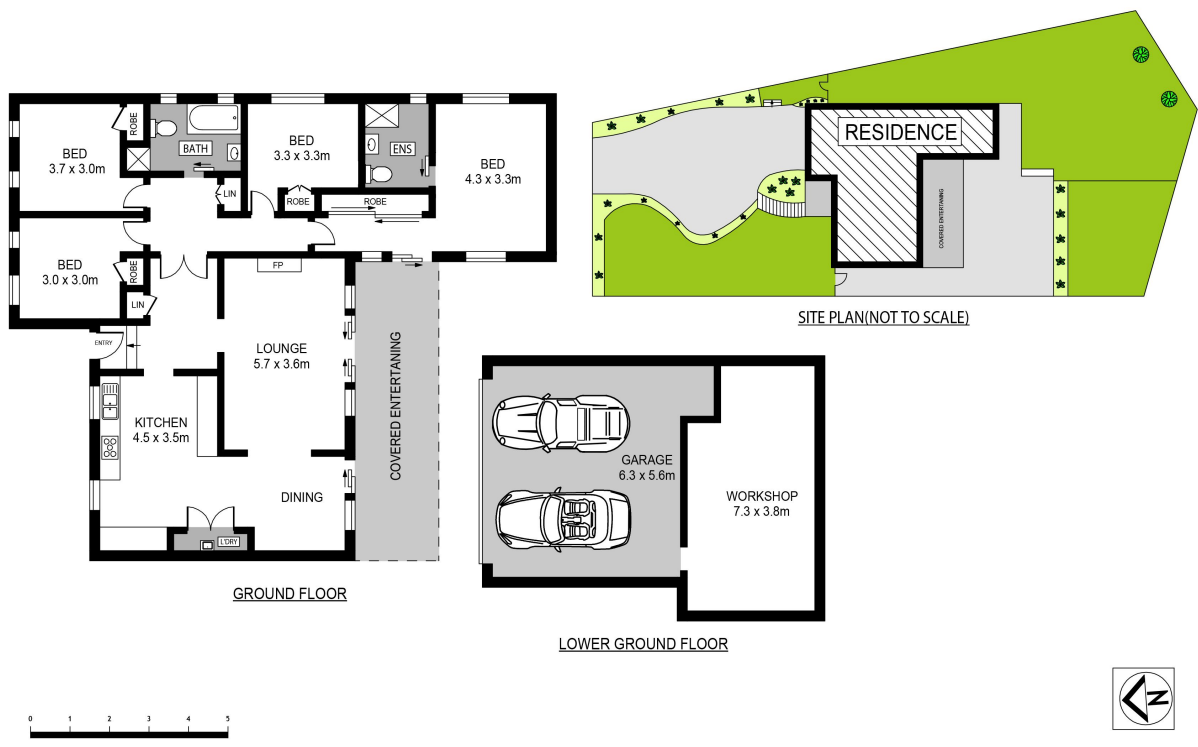 ROBE
BATH
BED
3.7 x 3.0m
BED
3.3 x 3.3m
ENS
BED
4.3 x 3.3m
LIN
ROBE
ROBE
BED
3.0 x 3.0m
ROBE
LIN
FP
ENTRY
LOUNGE
5.7 x 3.6m
KITCHEN
4.5 x 3.5m
DINING
L'DRY
COVERED ENTERTANING
GROUND FLOOR
RESIDENCE
COVERED ENTERTANING
SITE PLAN(NOT TO SCALE)
GARAGE
6.3 x 5.6m
WORKSHOP
7.3 x 3.8m
LOWER GROUND FLOOR
0 1 2 3 4 5
N